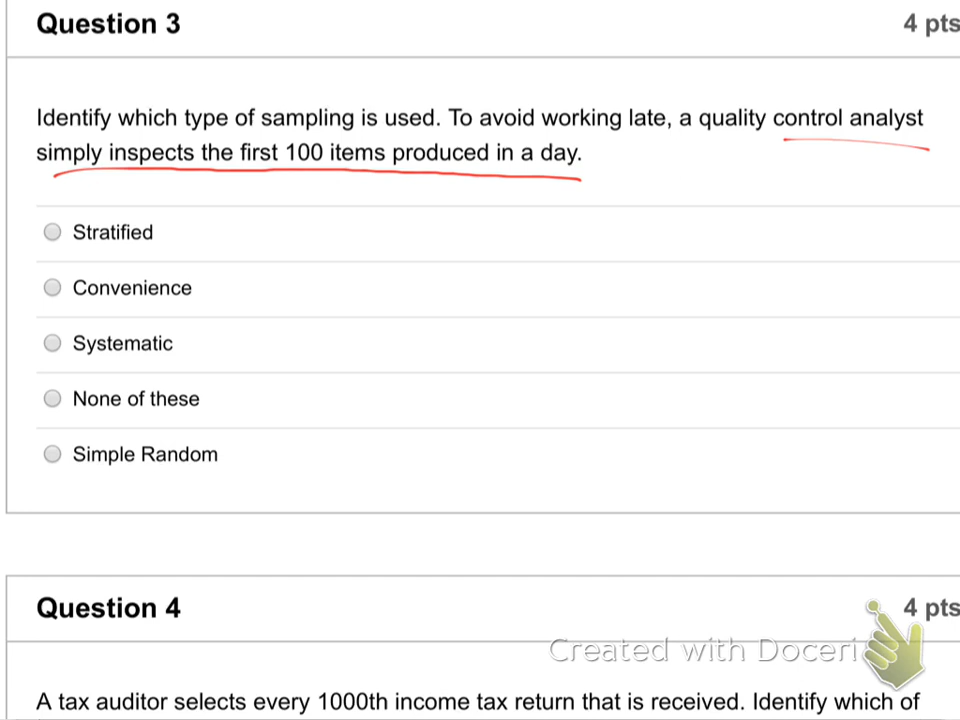 Question 3
4 pts
Identify which type of sampling is used. To avoid working late, a quality control analyst
simply inspects the first 100 items produced in a day.
Stratified
Convenience
Systematic
None of these
Simple Random
Question 4
4 pts
Created with Doceri
A tax auditor selects every 1000th income tax return that is received. Identify which of